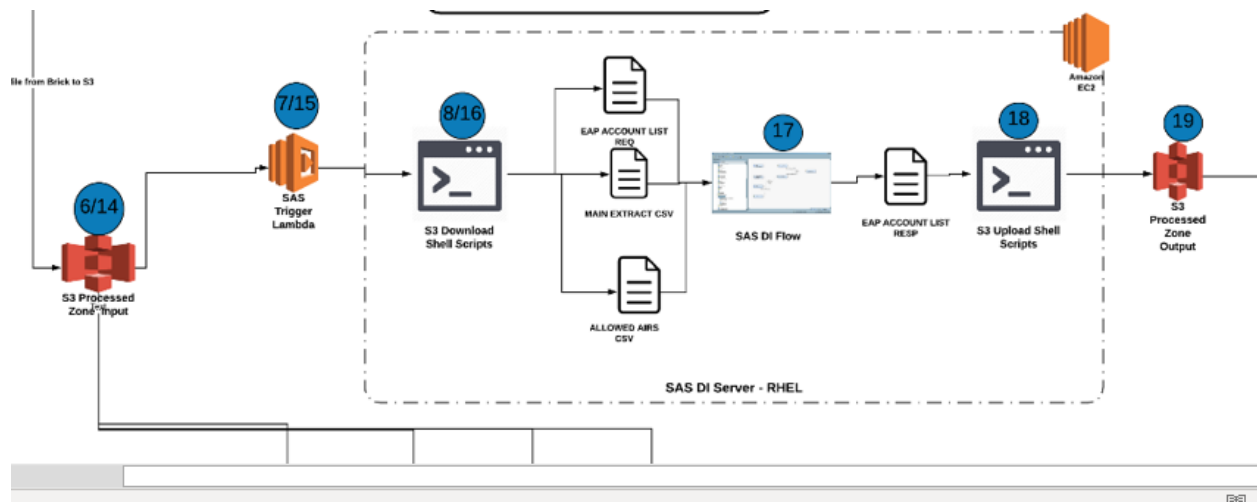 file from Brick to S3
6/14
S3 Processed
Zone Input
7/15
SAS
Trigger
Lambda
8/16
S3 Download
Shell Scripts
EAP ACCOUNT LIST
REQ
MAIN EXTRACT CSV
ALLOWED AIRS
CSV
17
SAS DI Flow
EAP ACCOUNT LIST
RESP
18
S3 Upload Shell
Scripts
Amazon
EC2
19
S3
Processed
Zone
Output
SAS DI Server - RHEL